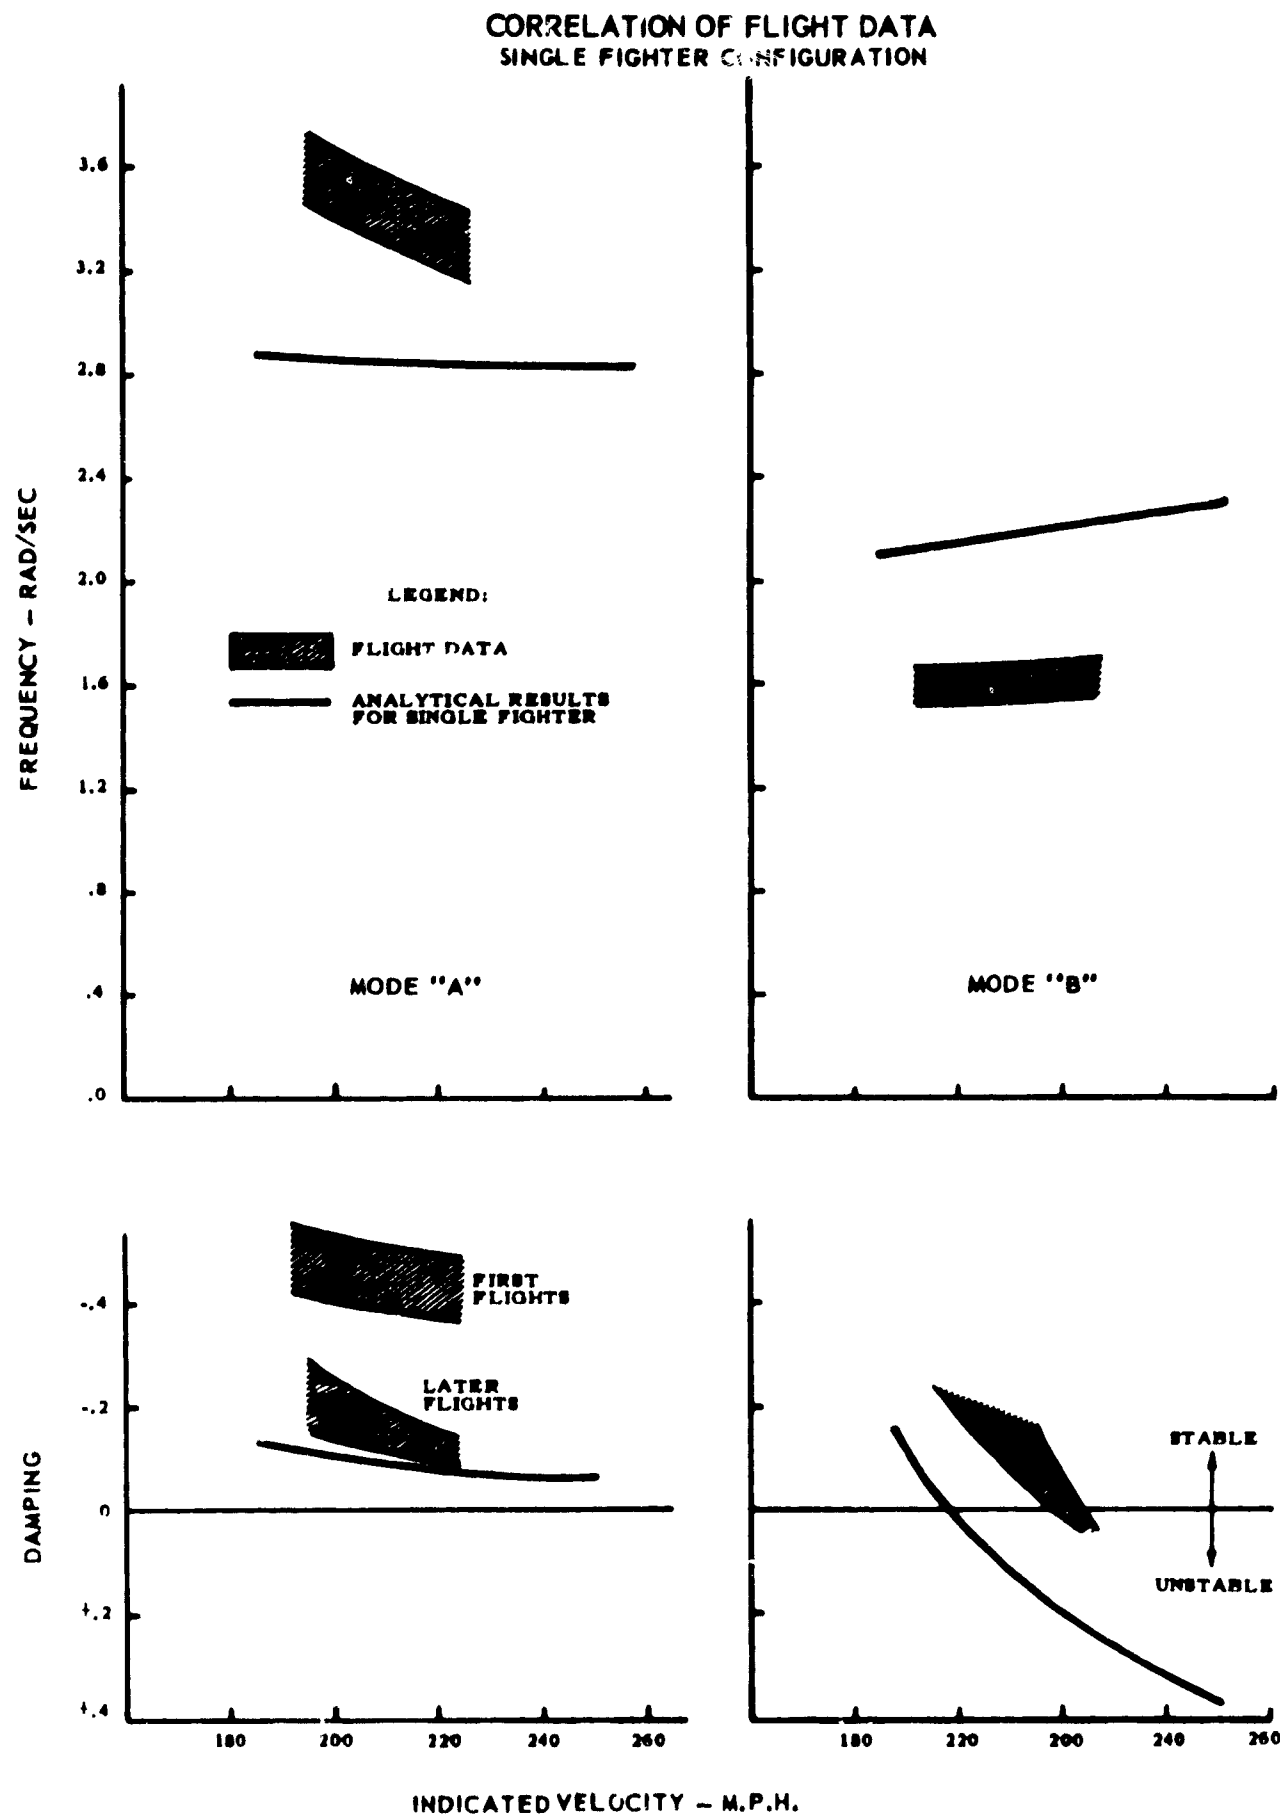 CORRELATION OF FLIGHT DATA
SINGLE FIGHTER CONFIGURATION
FREQUENCY - RAD/SEC
3.6
3.2
2.8
2.4
2.0
1.6
1.2
.8
.4
.0
LEGEND:
FLIGHT DATA
ANALYTICAL RESULTS
FOR SINGLE FIGHTER
MODE "A"
MODE "B"
DAMPING
-.4
-.2
0
+.2
+.4
FIRST
FLIGHTS
LATER
FLIGHTS
STABLE
UNSTABLE
180 200 220 240 260
180 220 200 240 260
INDICATED VELOCITY - M.P.H.